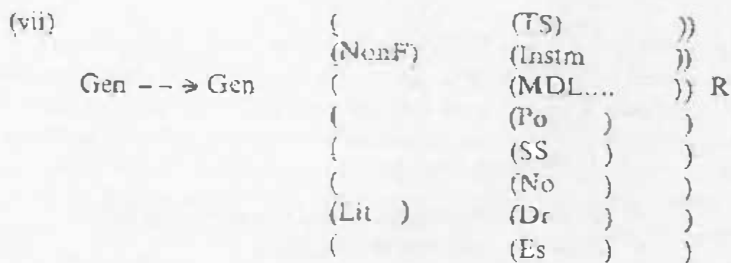 (vii) ( (TS) ))
(NonF) (Instm ))
Gen --> Gen ( (MDL.... )) R
( (Po ) )
( (SS ) )
( (No ) )
(Lit ) (Dr ) )
( (Es ) )